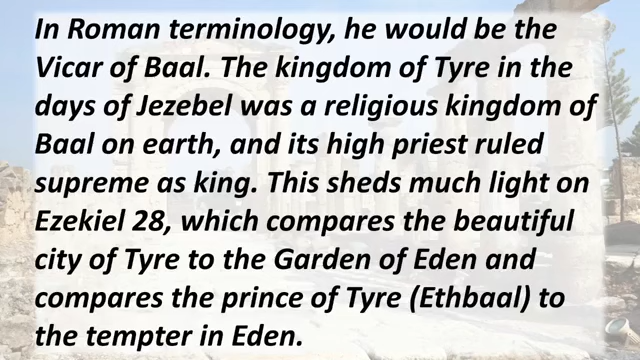 In Roman terminology, he would be the
Vicar of Baal. The kingdom of Tyre in the
days of Jezebel was a religious kingdom of
Baal on earth, and its high priest ruled
supreme as king. This sheds much light on
Ezekiel 28, which compares the beautiful
city of Tyre to the Garden of Eden and
compares the prince of Tyre (Ethbaal) to
the tempter in Eden.